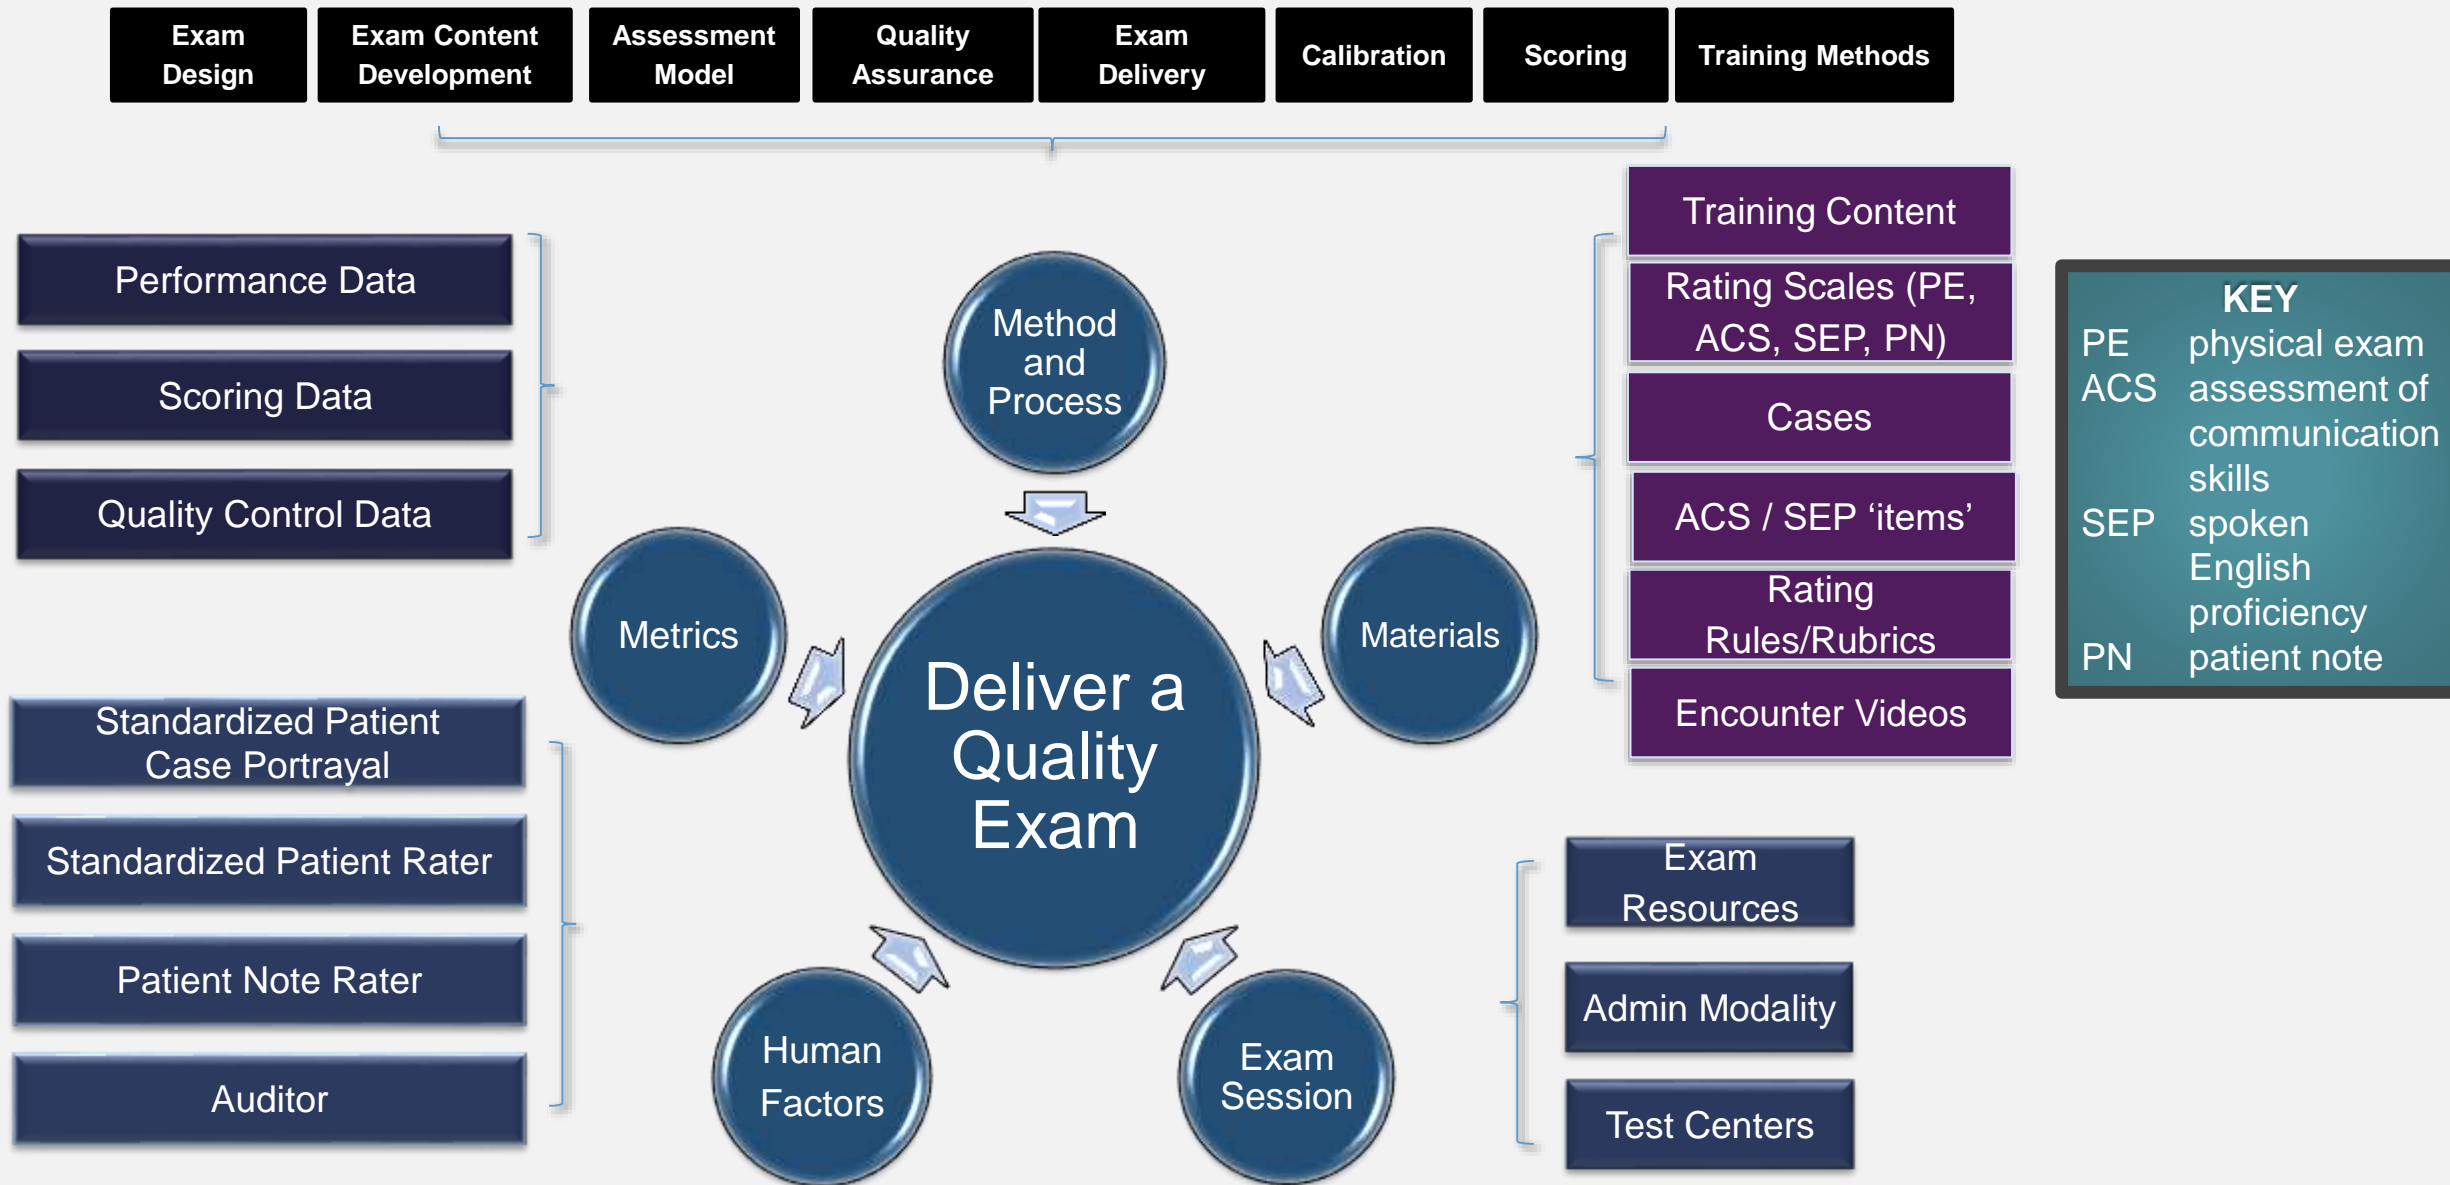 Exam
Design
Exam Content
Development
Assessment
Model
Quality
Assurance
Exam
Delivery
Calibration
Scoring
Training Methods
Performance Data
Scoring Data
Quality Control Data
Standardized Patient
Case Portrayal
Standardized Patient Rater
Patient Note Rater
Auditor
Method
and
Process
Metrics
Materials
Deliver a
Quality
Exam
Human
Factors
Exam
Session
Training Content
Rating Scales (PE,
ACS, SEP, PN)
Cases
ACS / SEP ‘items’
Rating
Rules/Rubrics
Encounter Videos
Exam
Resources
Admin Modality
Test Centers
KEY
PE physical exam
ACS assessment of
communication
skills
SEP spoken
English
proficiency
PN patient note